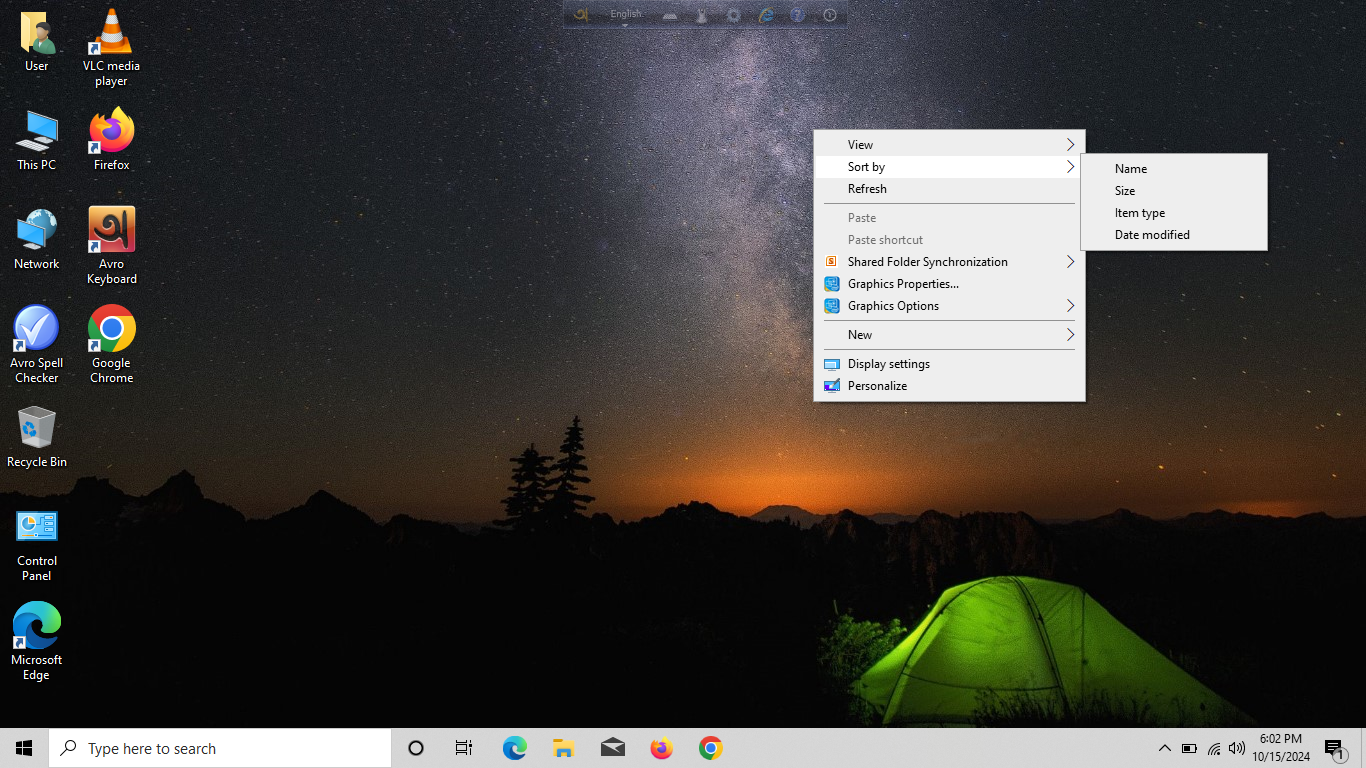 English
User
VLC media
player
This PC
Firefox
Network
Avro
Keyboard
Avro Spell
Checker
Google
Chrome
Recycle Bin
Control
Panel
Microsoft
Edge
View
Sort by
Refresh
Paste
Paste shortcut
Shared Folder Synchronization
Graphics Properties...
Graphics Options
New
Display settings
Personalize
Name
Size
Item type
Date modified
Type here to search
6:02 PM
10/15/2024
1